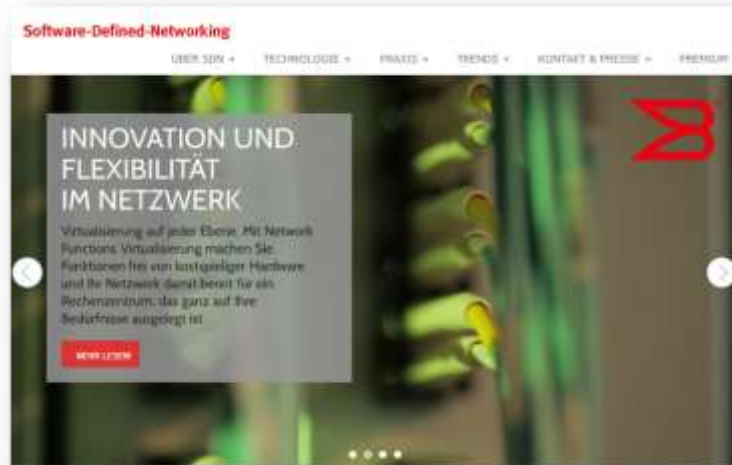 Software-Defined-Networking
ÜBER SDN
TECHNOLOGIE
PRAXIS
TRENDS
KONTAKT & PRESSE
PREMIUM
INNOVATION UND
FLEXIBILITÄT
IM NETZWERK
Virtualisierung auf jeder Ebene. Mit Network
Functions Virtualisierung machen Sie
Funktionen frei von kostspieliger Hardware
und Ihr Netzwerk damit bereit für ein
Rechenzentrum, das ganz auf Ihre
Bedürfnisse ausgelegt ist
MEHR LESEN